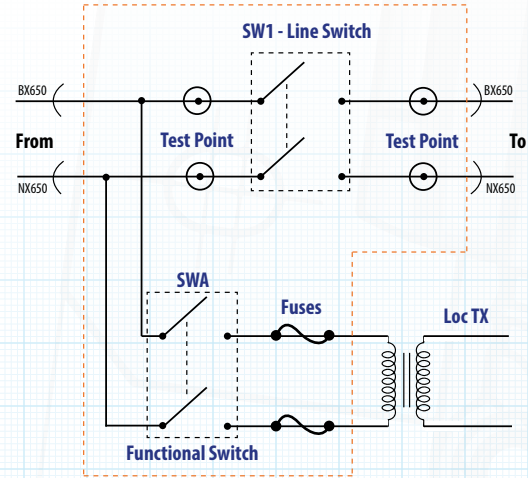 SW1 - Line Switch
BX650
BX650
From
Test Point
Test Point
To
NX650
NX650
SWA
Fuses
Loc TX
Functional Switch